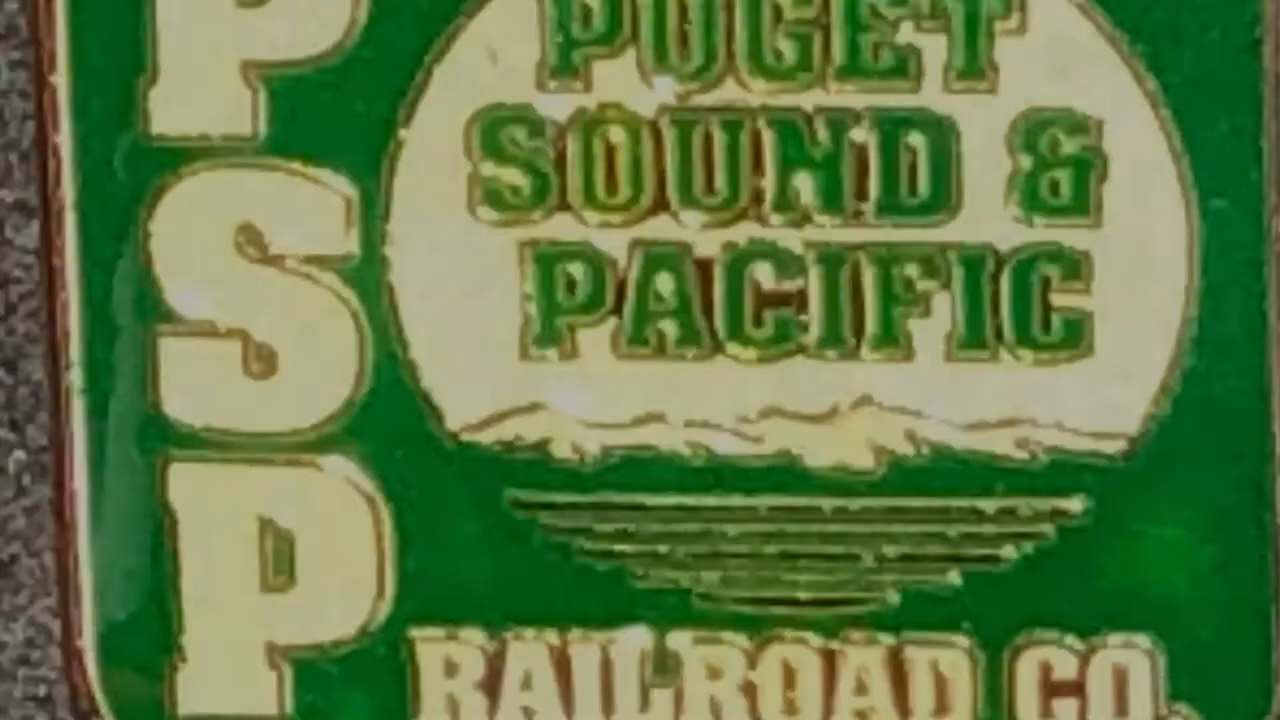 P
S
P
PUGET
SOUND &
PACIFIC
RAILROAD CO.